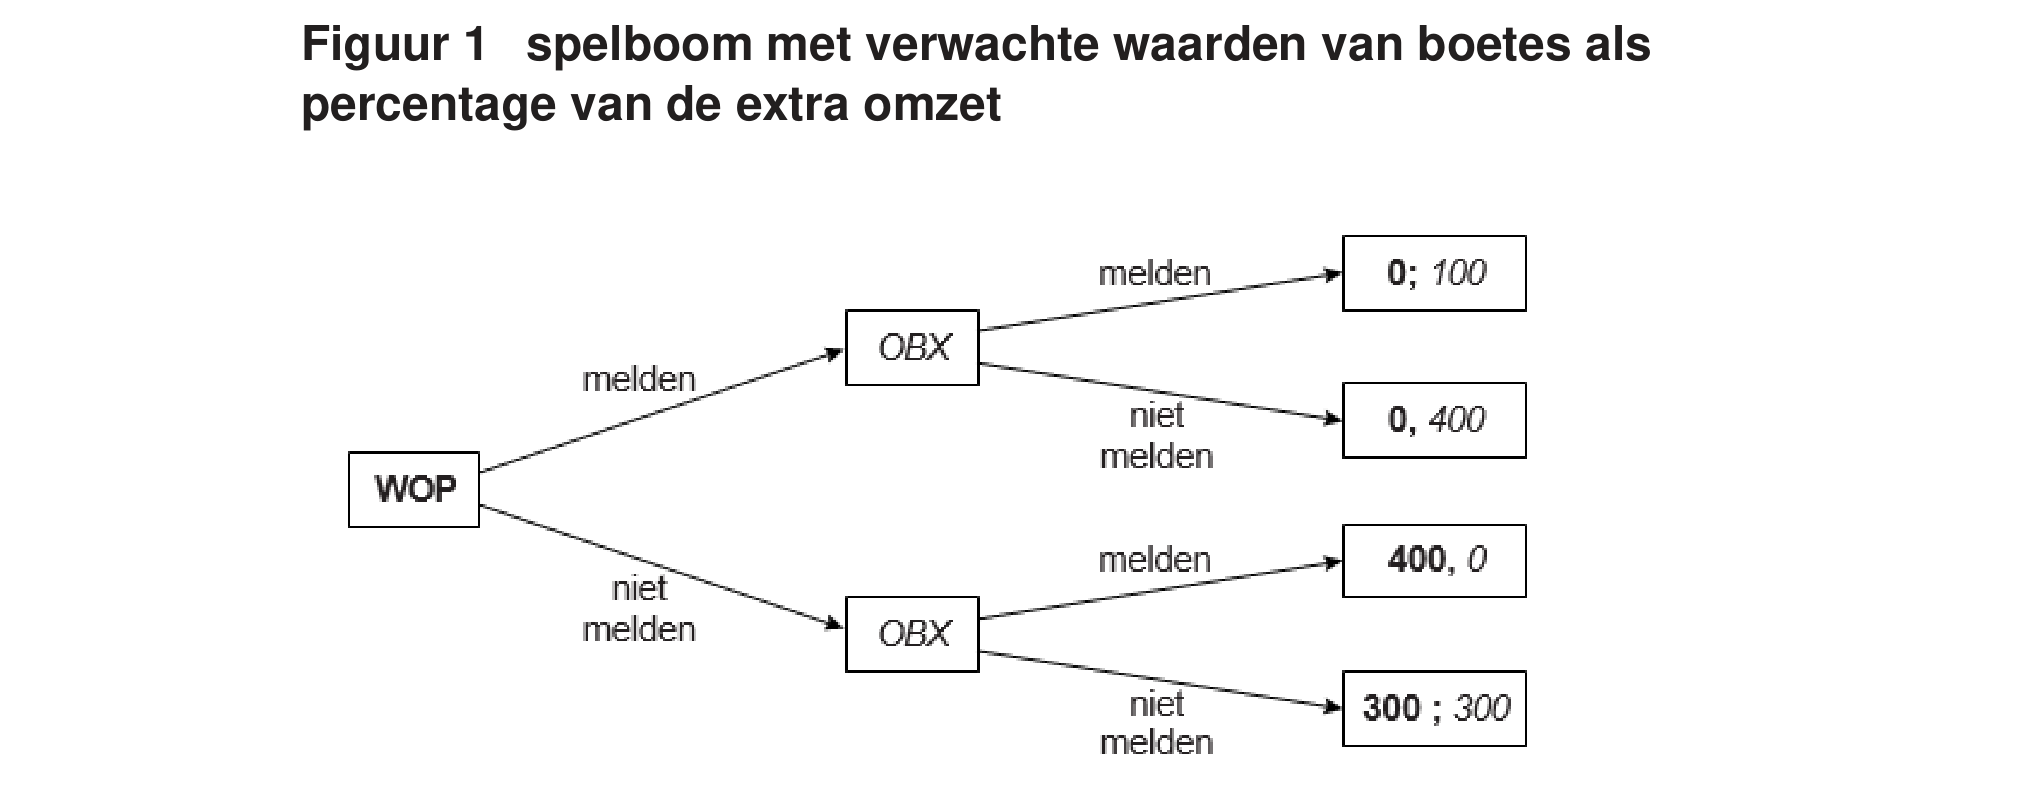 Figuur 1 spelboom met verwachte waarden van boetes als
percentage van de extra omzet
melden
0; 100
OBX
melden
niet
melden
0, 400
WOP
niet
melden
melden
400, 0
OBX
niet
melden
300 ; 300